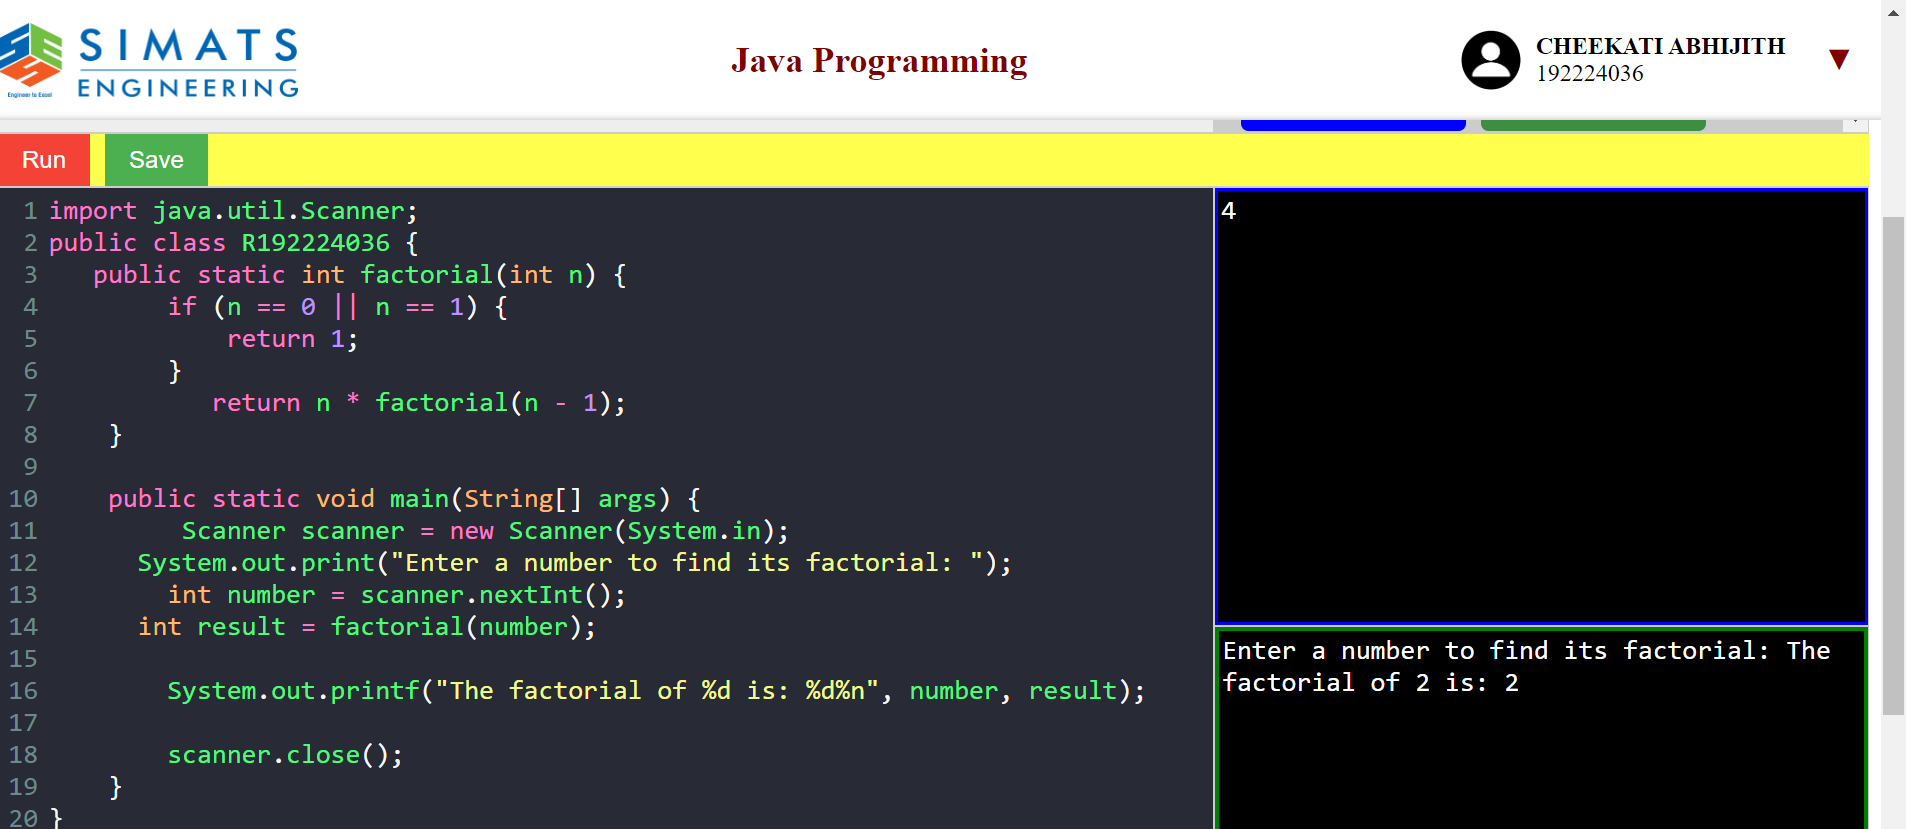 SIMATS
ENGINEERING
Engineer to Excel
Java Programming
CHEEKATI ABHIJITH
192224036
Run
Save
1 import java.util.Scanner;
2 public class R192224036 {
3    public static int factorial(int n) {
4         if (n == 0 || n == 1) {
5             return 1;
6         }
7            return n * factorial(n - 1);
8     }
9
10     public static void main(String[] args) {
11          Scanner scanner = new Scanner(System.in);
12       System.out.print("Enter a number to find its factorial: ");
13         int number = scanner.nextInt();
14       int result = factorial(number);
15
16         System.out.printf("The factorial of %d is: %d%n", number, result);
17
18         scanner.close();
19     }
20 }
4
Enter a number to find its factorial: The
factorial of 2 is: 2